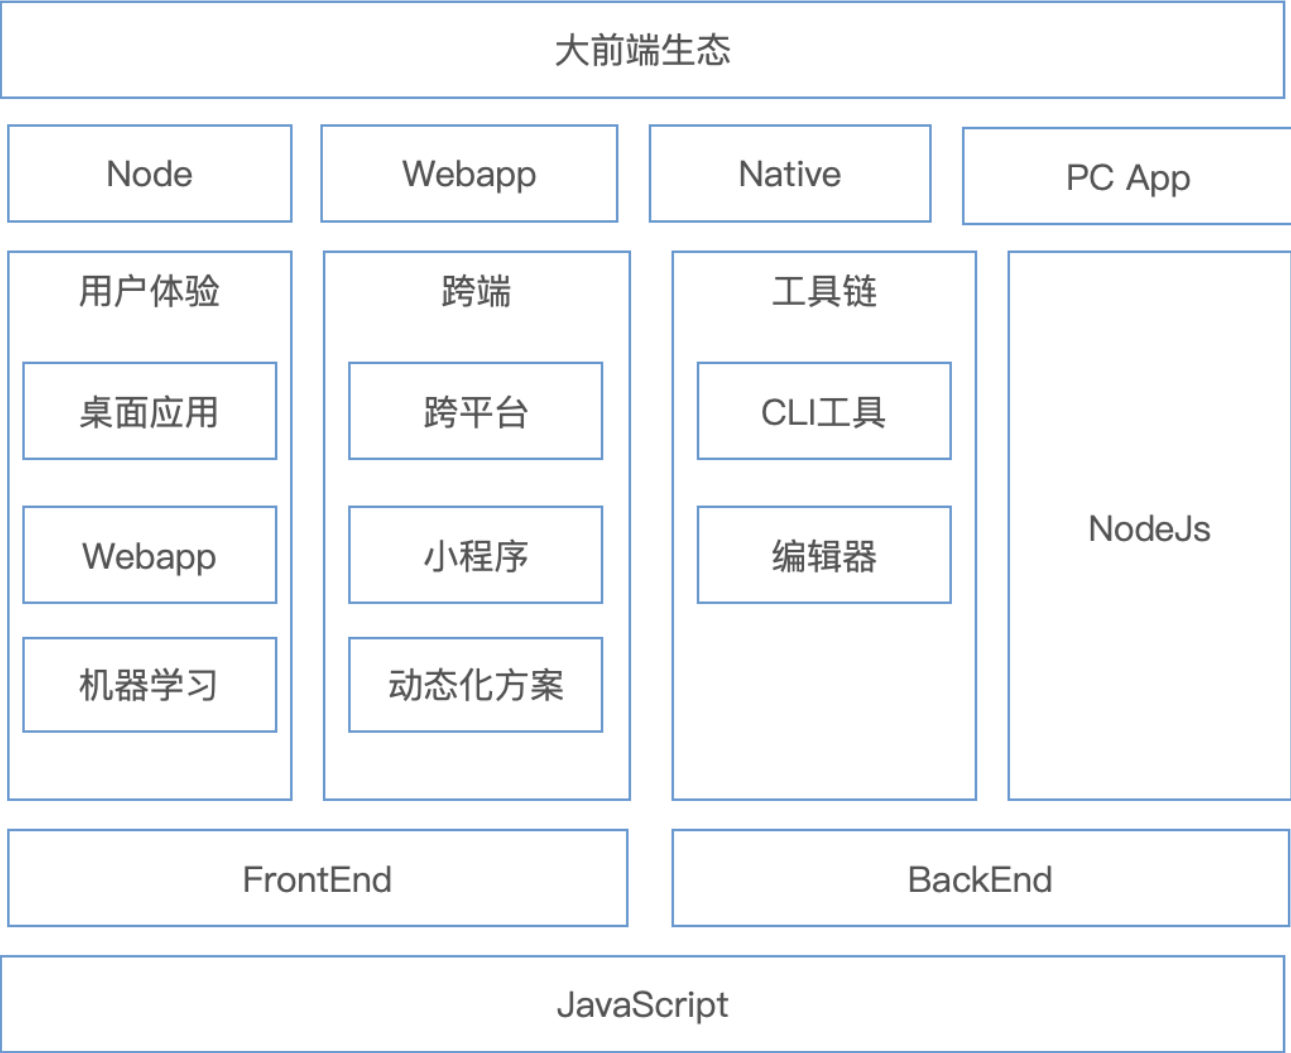 大前端生态
Node
Webapp
Native
PC App
用户体验
桌面应用
Webapp
机器学习
跨端
跨平台
小程序
动态化方案
工具链
CLI工具
编辑器
NodeJs
FrontEnd
BackEnd
JavaScript